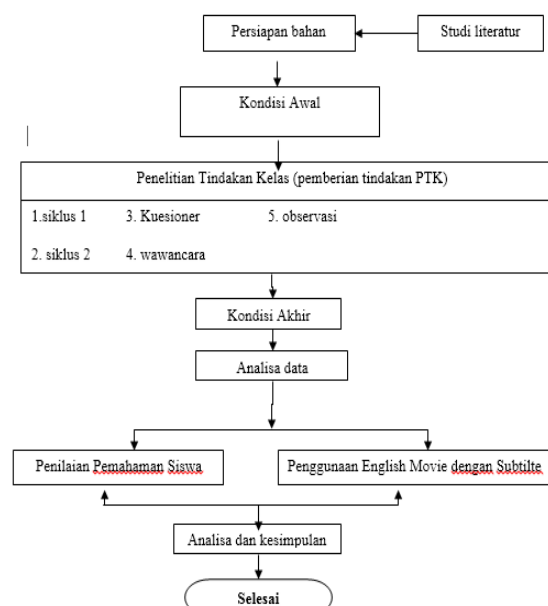 Persiapan bahan
Studi literatur
Kondisi Awal
Penelitian Tindakan Kelas (pemberian tindakan PTK)
1.siklus 1 3. Kuesioner 5. observasi
2. siklus 2 4. wawancara
Kondisi Akhir
Analisa data
Penilaian Pemahaman Siswa
Penggunaan English Movie dengan Subtilte
Analisa dan kesimpulan
Selesai